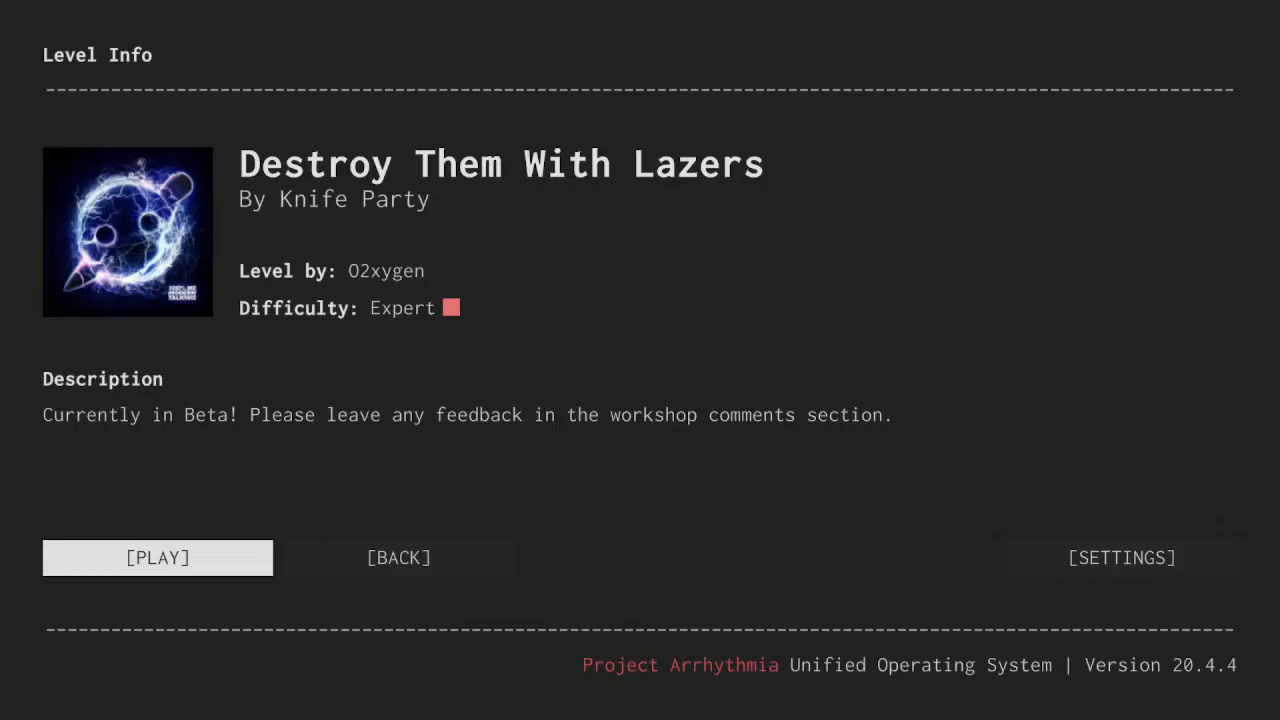 Level Info
Destroy Them With Lazers
By Knife Party
Level by: O2xygen
Difficulty: Expert
Description
Currently in Beta! Please leave any feedback in the workshop comments section.
[PLAY] [BACK] [SETTINGS]
Project Arrhythmia Unified Operating System | Version 20.4.4